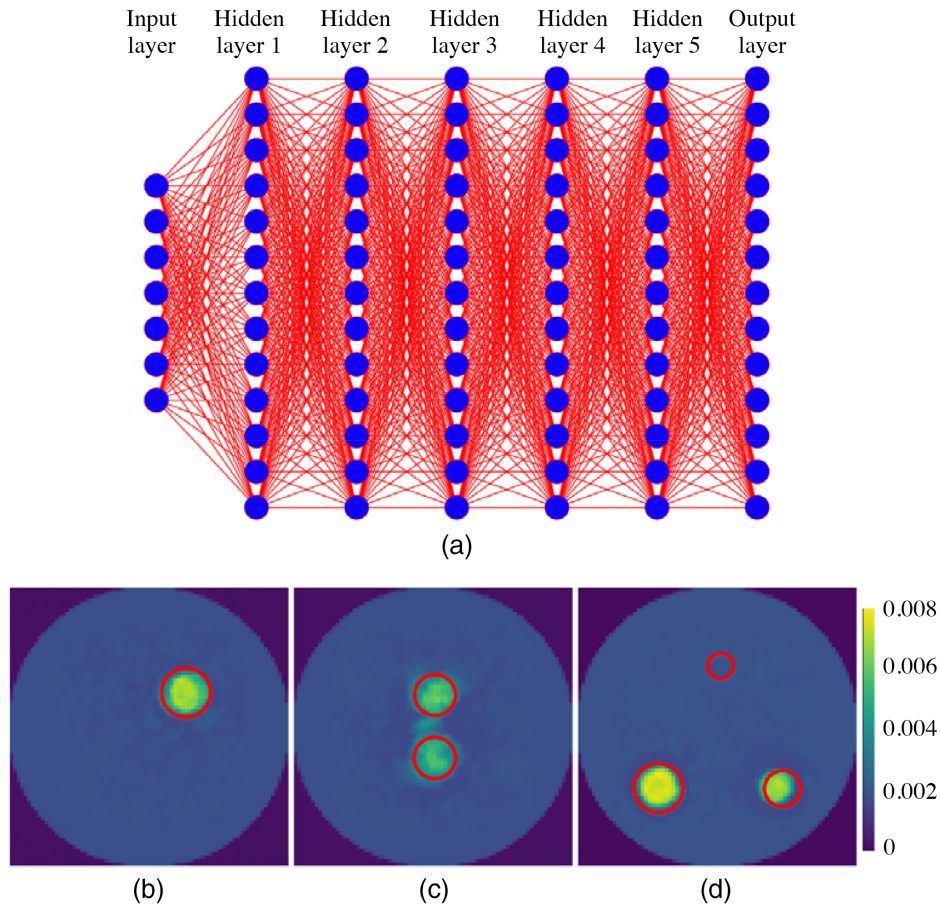 Input Hidden Hidden Hidden Hidden Hidden Output
layer layer 1 layer 2 layer 3 layer 4 layer 5 layer
(a)
0.008
0.006
0.004
0.002
0
(b) (c) (d)